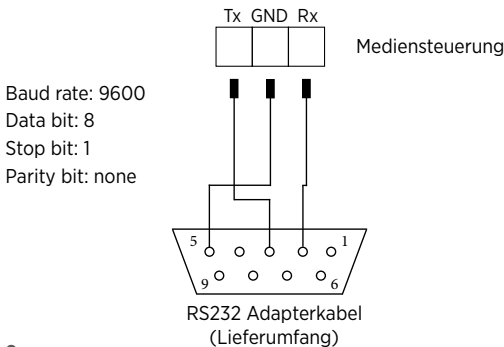 Tx GND Rx
Mediensteuerung
Baud rate: 9600
Data bit: 8
Stop bit: 1
Parity bit: none
5 1
9 6
RS232 Adapterkabel
(Lieferumfang)